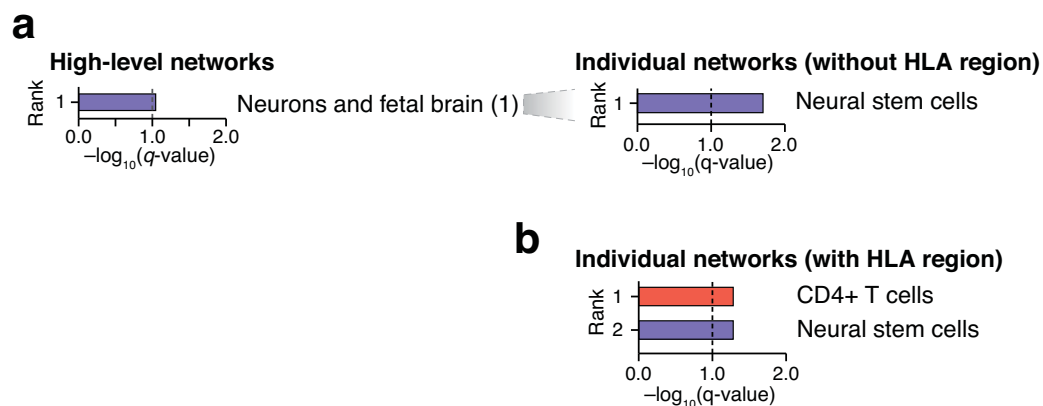 a
High-level networks
Rank
1
Neurons and fetal brain (1)
0.0 1.0 2.0
–log10(q-value)
Individual networks (without HLA region)
Rank
1
Neural stem cells
0.0 1.0 2.0
–log10(q-value)
b
Individual networks (with HLA region)
Rank
1 CD4+ T cells
2 Neural stem cells
0.0 1.0 2.0
–log10(q-value)